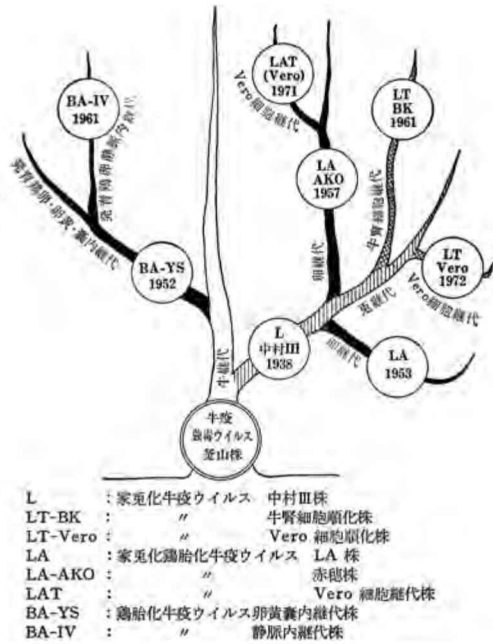 LAT
(Vero)
1971
Vero細胞継代
LT
BK
1961
BA-IV
1961
発育鶏卵静脈内継代
LA
AKO
1957
牛腎細胞継代
発育鶏卵・卵黄・嚢内継代
BA-YS
1952
卵継代
LT
Vero
1972
Vero細胞継代
兎継代
L
中村III
1938
卵継代
LA
1953
牛継代
牛疫
強毒ウイルス
釜山株
L : 家兎化牛疫ウイルス 中村III株
LT-BK : 〃 牛腎細胞順化株
LT-Vero : 〃 Vero 細胞順化株
LA : 家兎化鶏胎化牛疫ウイルス LA 株
LA-AKO : 〃 赤穂株
LAT : 〃 Vero 細胞継代株
BA-YS : 鶏胎化牛疫ウイルス卵黄嚢内継代株
BA-IV : 〃 静脈内継代株